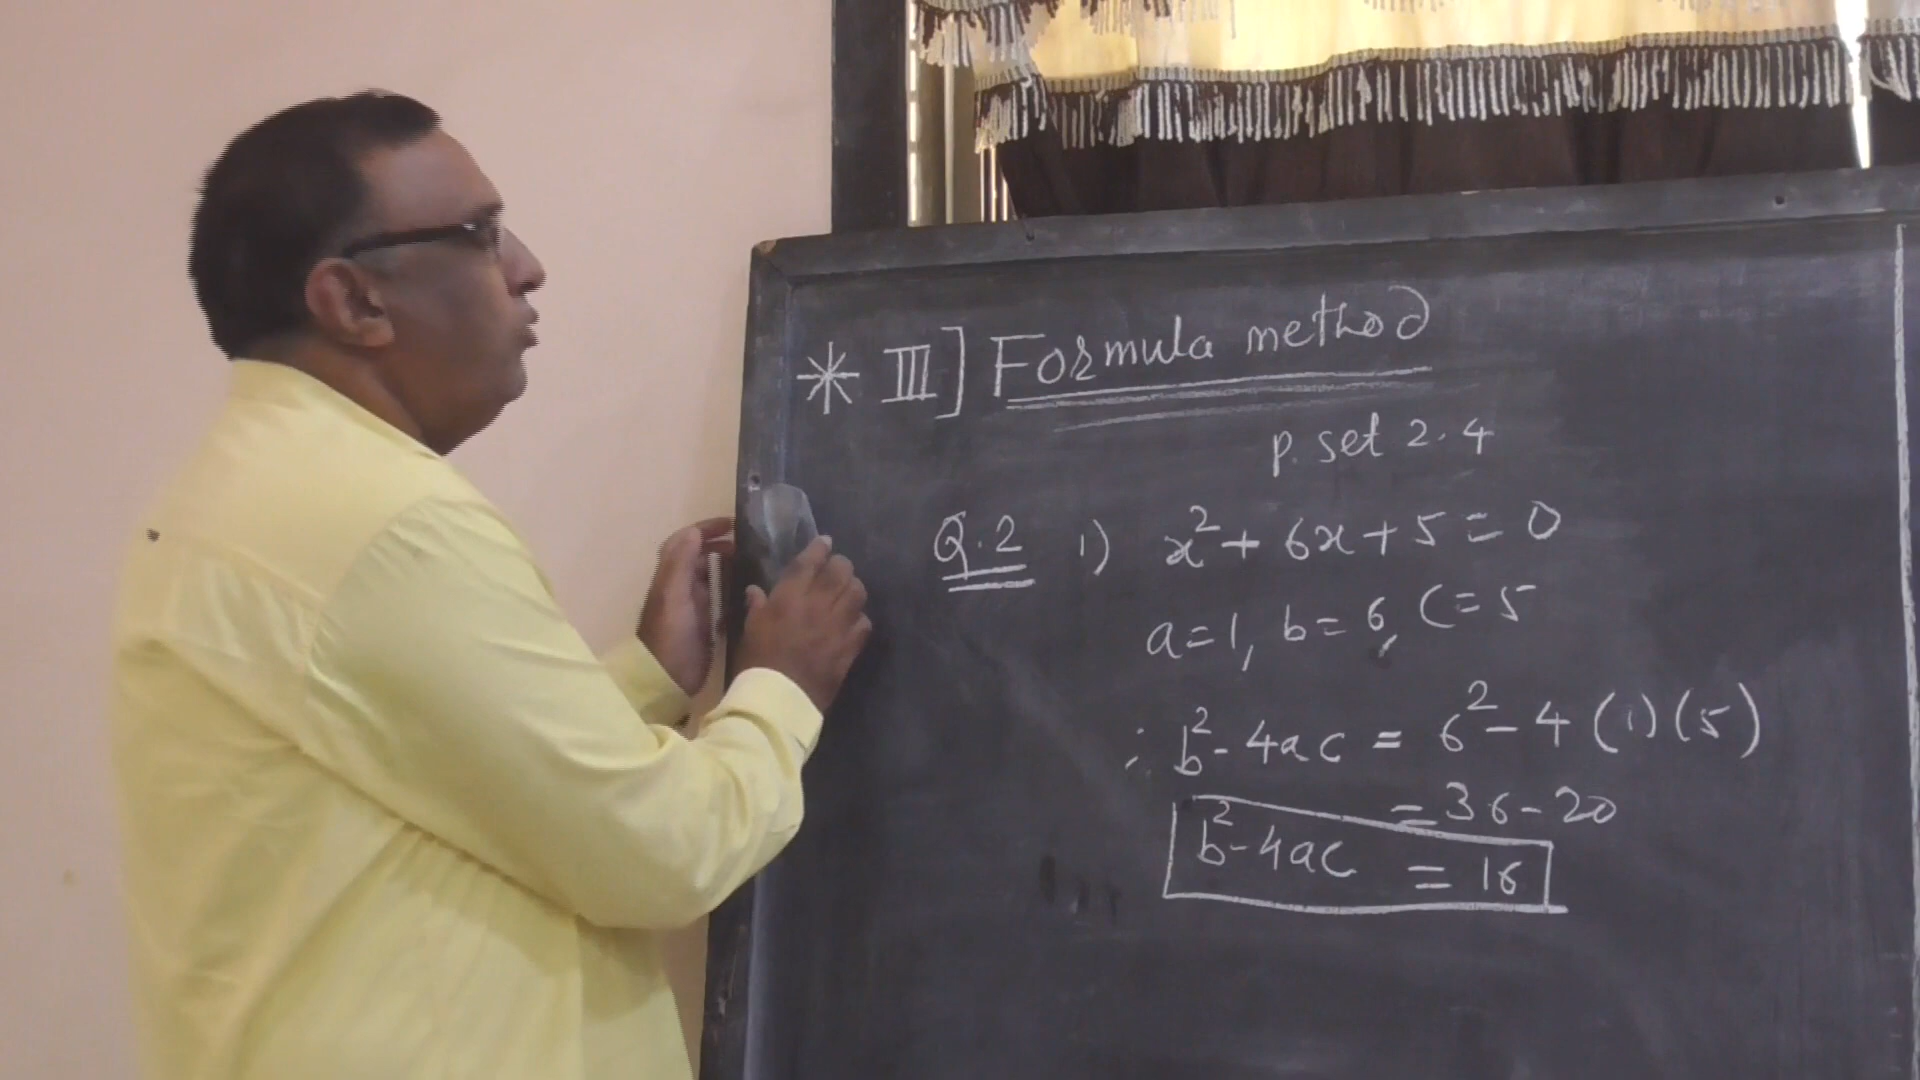 * III] Formula method
p. set 2.4
Q.2 1) x² + 6x + 5 = 0
a=1, b=6, c=5
∴ b²-4ac = 6²-4(1)(5)
= 36-20
b²-4ac = 16